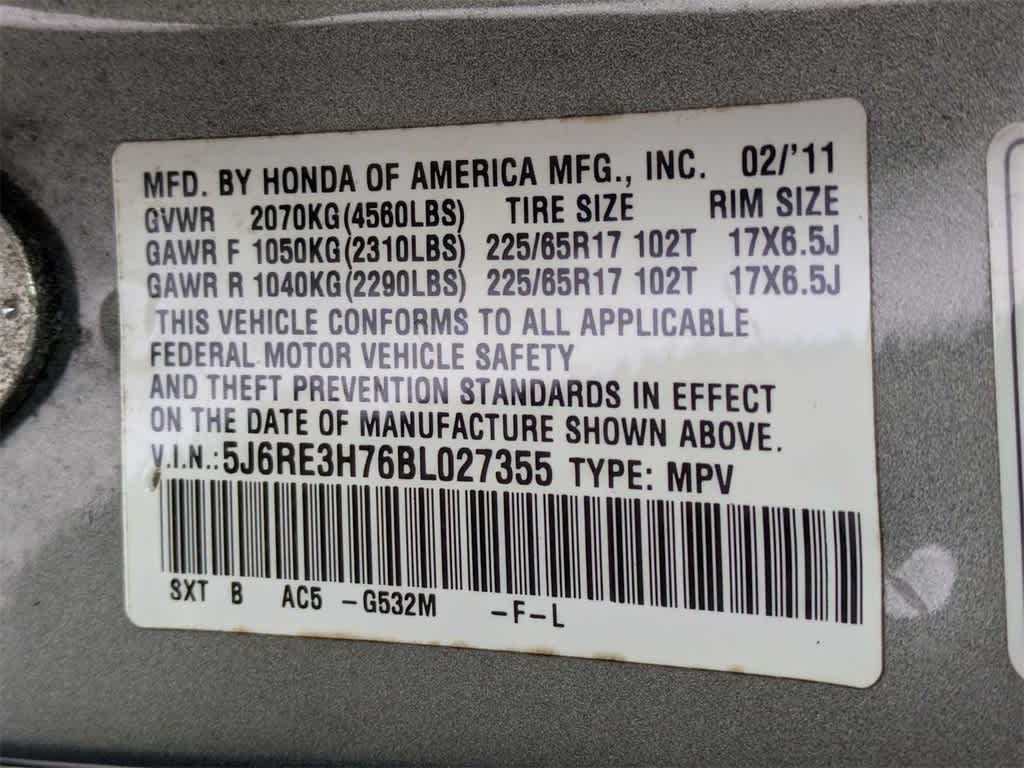 MFD. BY HONDA OF AMERICA MFG., INC. 02/'11
GVWR 2070KG(4560LBS) TIRE SIZE RIM SIZE
GAWR F 1050KG(2310LBS) 225/65R17 102T 17X6.5J
GAWR R 1040KG(2290LBS) 225/65R17 102T 17X6.5J
THIS VEHICLE CONFORMS TO ALL APPLICABLE
FEDERAL MOTOR VEHICLE SAFETY
AND THEFT PREVENTION STANDARDS IN EFFECT
ON THE DATE OF MANUFACTURE SHOWN ABOVE.
V.I.N.:5J6RE3H76BL027355 TYPE: MPV
SXT B AC5 -G532M -F-L